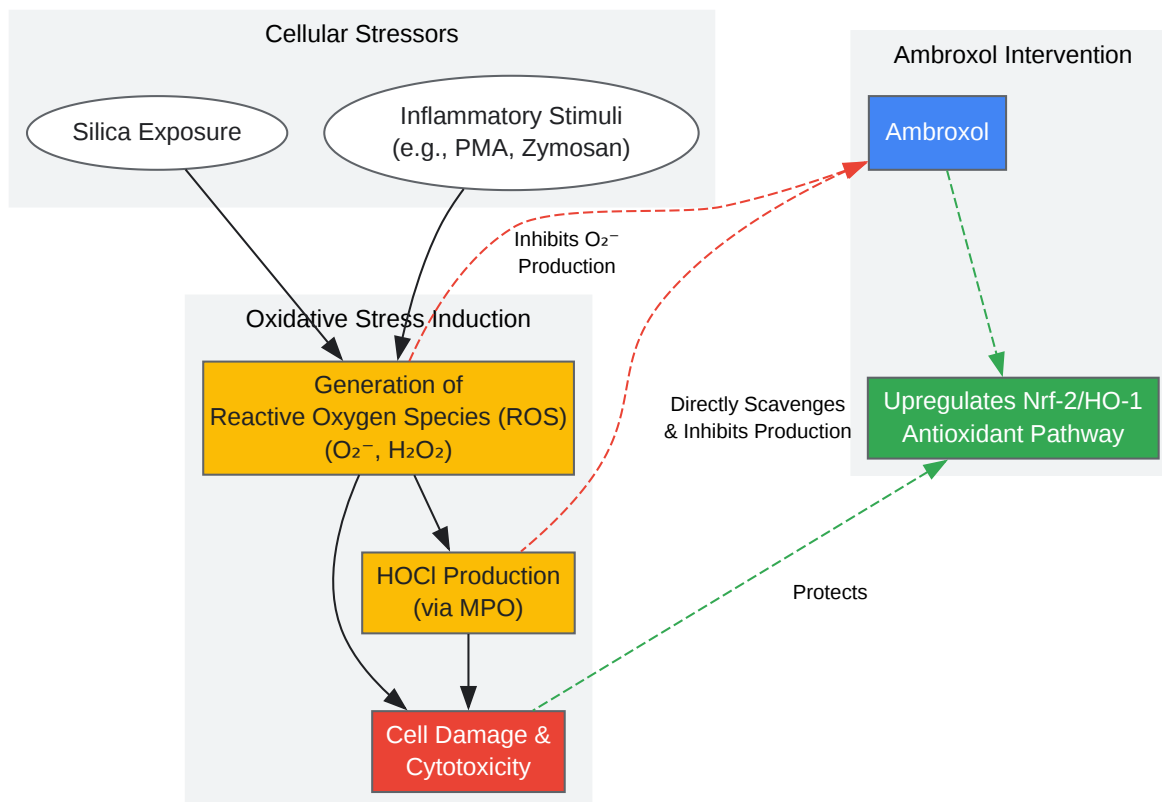 Cellular Stressors
Silica Exposure
Inflammatory Stimuli
(e.g., PMA, Zymosan)
Ambroxol Intervention
Ambroxol
Inhibits O₂⁻
Production
Oxidative Stress Induction
Generation of
Reactive Oxygen Species (ROS)
(O₂⁻, H₂O₂)
Directly Scavenges
& Inhibits Production
Upregulates Nrf-2/HO-1
Antioxidant Pathway
HOCl Production
(via MPO)
Protects
Cell Damage &
Cytotoxicity